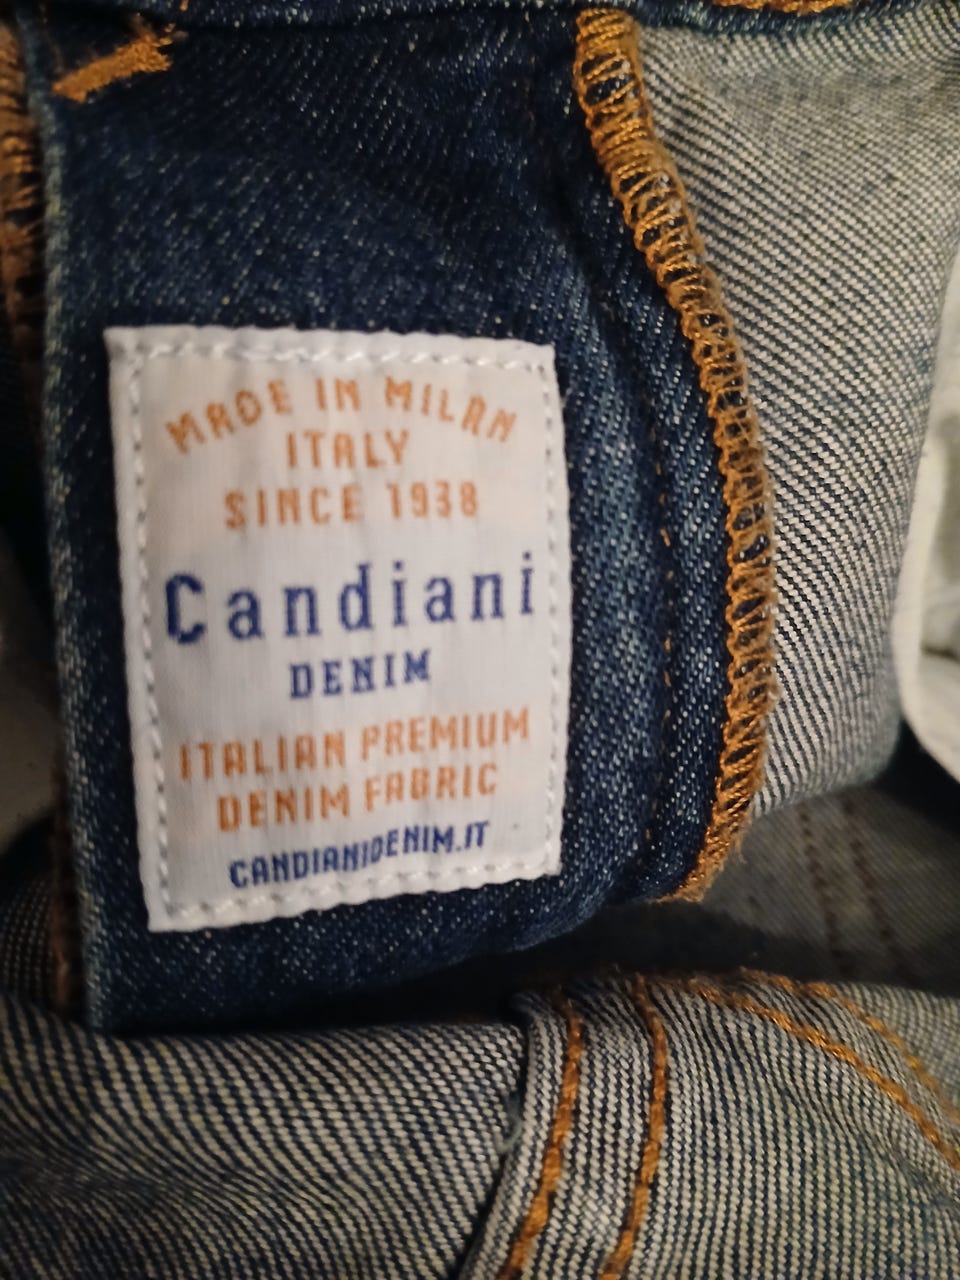 MADE IN MILAN
ITALY
SINCE 1938
Candiani
DENIM
ITALIAN PREMIUM
DENIM FABRIC
CANDIANIDENIM.IT